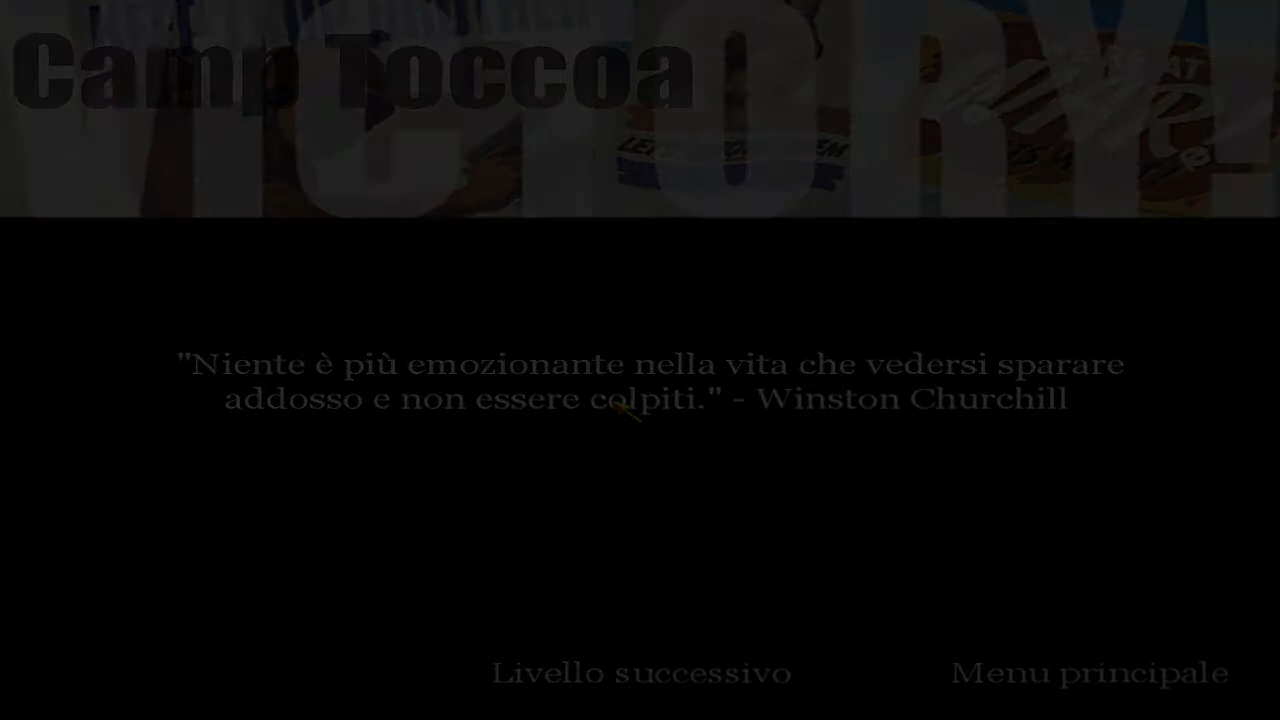 Camp Toccoa
VICTORY
"Niente è più emozionante nella vita che vedersi sparare
addosso e non essere colpiti." - Winston Churchill
Livello successivo
Menu principale